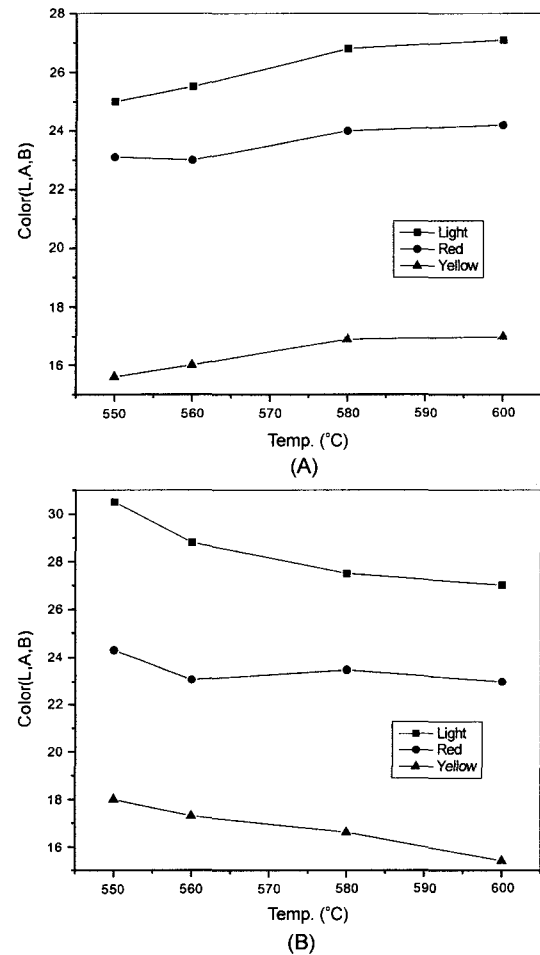 28
26
24
22
20
18
16
Color(L,A,B)
Light
Red
Yellow
550 560 570 580 590 600
Temp. (°C)
(A)
30
28
26
24
22
20
18
16
Color(L,A,B)
Light
Red
Yellow
550 560 570 580 590 600
Temp. (°C)
(B)